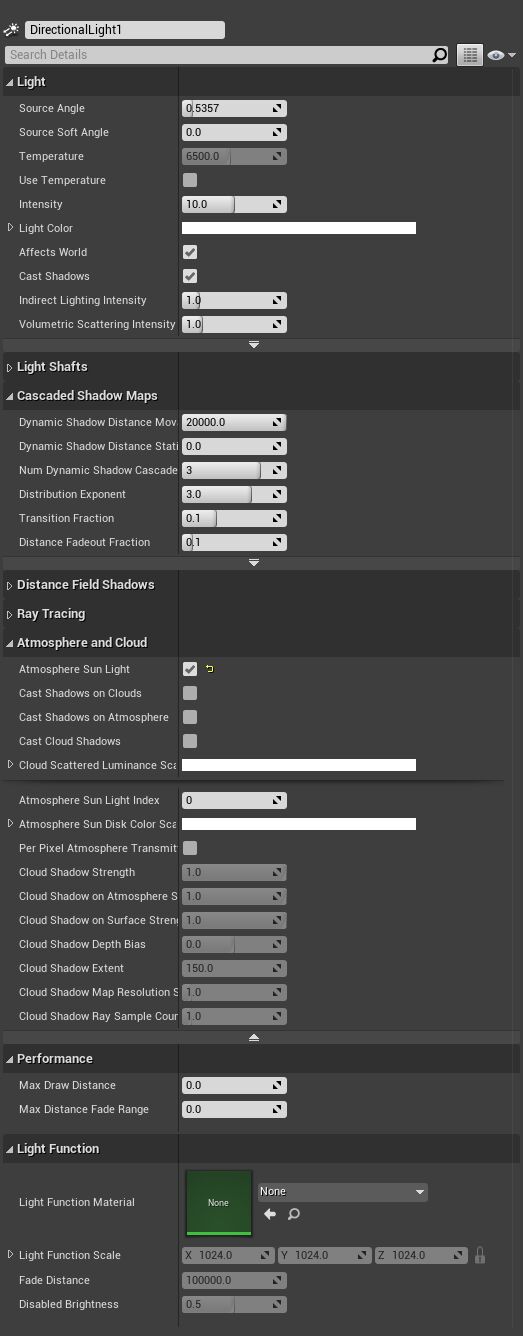 DirectionalLight1
Search Details
Light
Source Angle 0.5357
Source Soft Angle 0.0
Temperature 6500.0
Use Temperature
Intensity 10.0
Light Color
Affects World
Cast Shadows
Indirect Lighting Intensity 1.0
Volumetric Scattering Intensity 1.0
Light Shafts
Cascaded Shadow Maps
Dynamic Shadow Distance Mov 20000.0
Dynamic Shadow Distance Stati 0.0
Num Dynamic Shadow Cascade 3
Distribution Exponent 3.0
Transition Fraction 0.1
Distance Fadeout Fraction 0.1
Distance Field Shadows
Ray Tracing
Atmosphere and Cloud
Atmosphere Sun Light
Cast Shadows on Clouds
Cast Shadows on Atmosphere
Cast Cloud Shadows
Cloud Scattered Luminance Sca
Atmosphere Sun Light Index 0
Atmosphere Sun Disk Color Sca
Per Pixel Atmosphere Transmit
Cloud Shadow Strength 1.0
Cloud Shadow on Atmosphere S 1.0
Cloud Shadow on Surface Streng 1.0
Cloud Shadow Depth Bias 0.0
Cloud Shadow Extent 150.0
Cloud Shadow Map Resolution S 1.0
Cloud Shadow Ray Sample Cour 1.0
Performance
Max Draw Distance 0.0
Max Distance Fade Range 0.0
Light Function
Light Function Material None None
Light Function Scale X 1024.0 Y 1024.0 Z 1024.0
Fade Distance 100000.0
Disabled Brightness 0.5